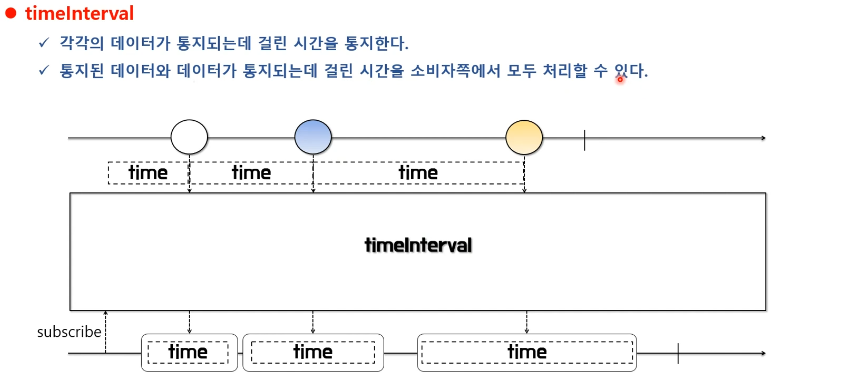 timeInterval
각각의 데이터가 통지되는데 걸린 시간을 통지한다.
통지된 데이터와 데이터가 통지되는데 걸린 시간을 소비자쪽에서 모두 처리할 수 있다.
time time time
timeInterval
subscribe
time time time